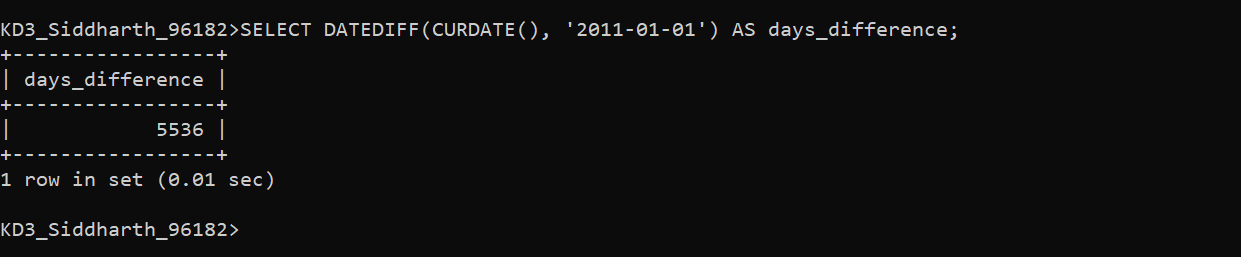 KD3_Siddharth_96182>SELECT DATEDIFF(CURDATE(), '2011-01-01') AS days_difference;
+-----------------+
| days_difference |
+-----------------+
|            5536 |
+-----------------+
1 row in set (0.01 sec)
KD3_Siddharth_96182>